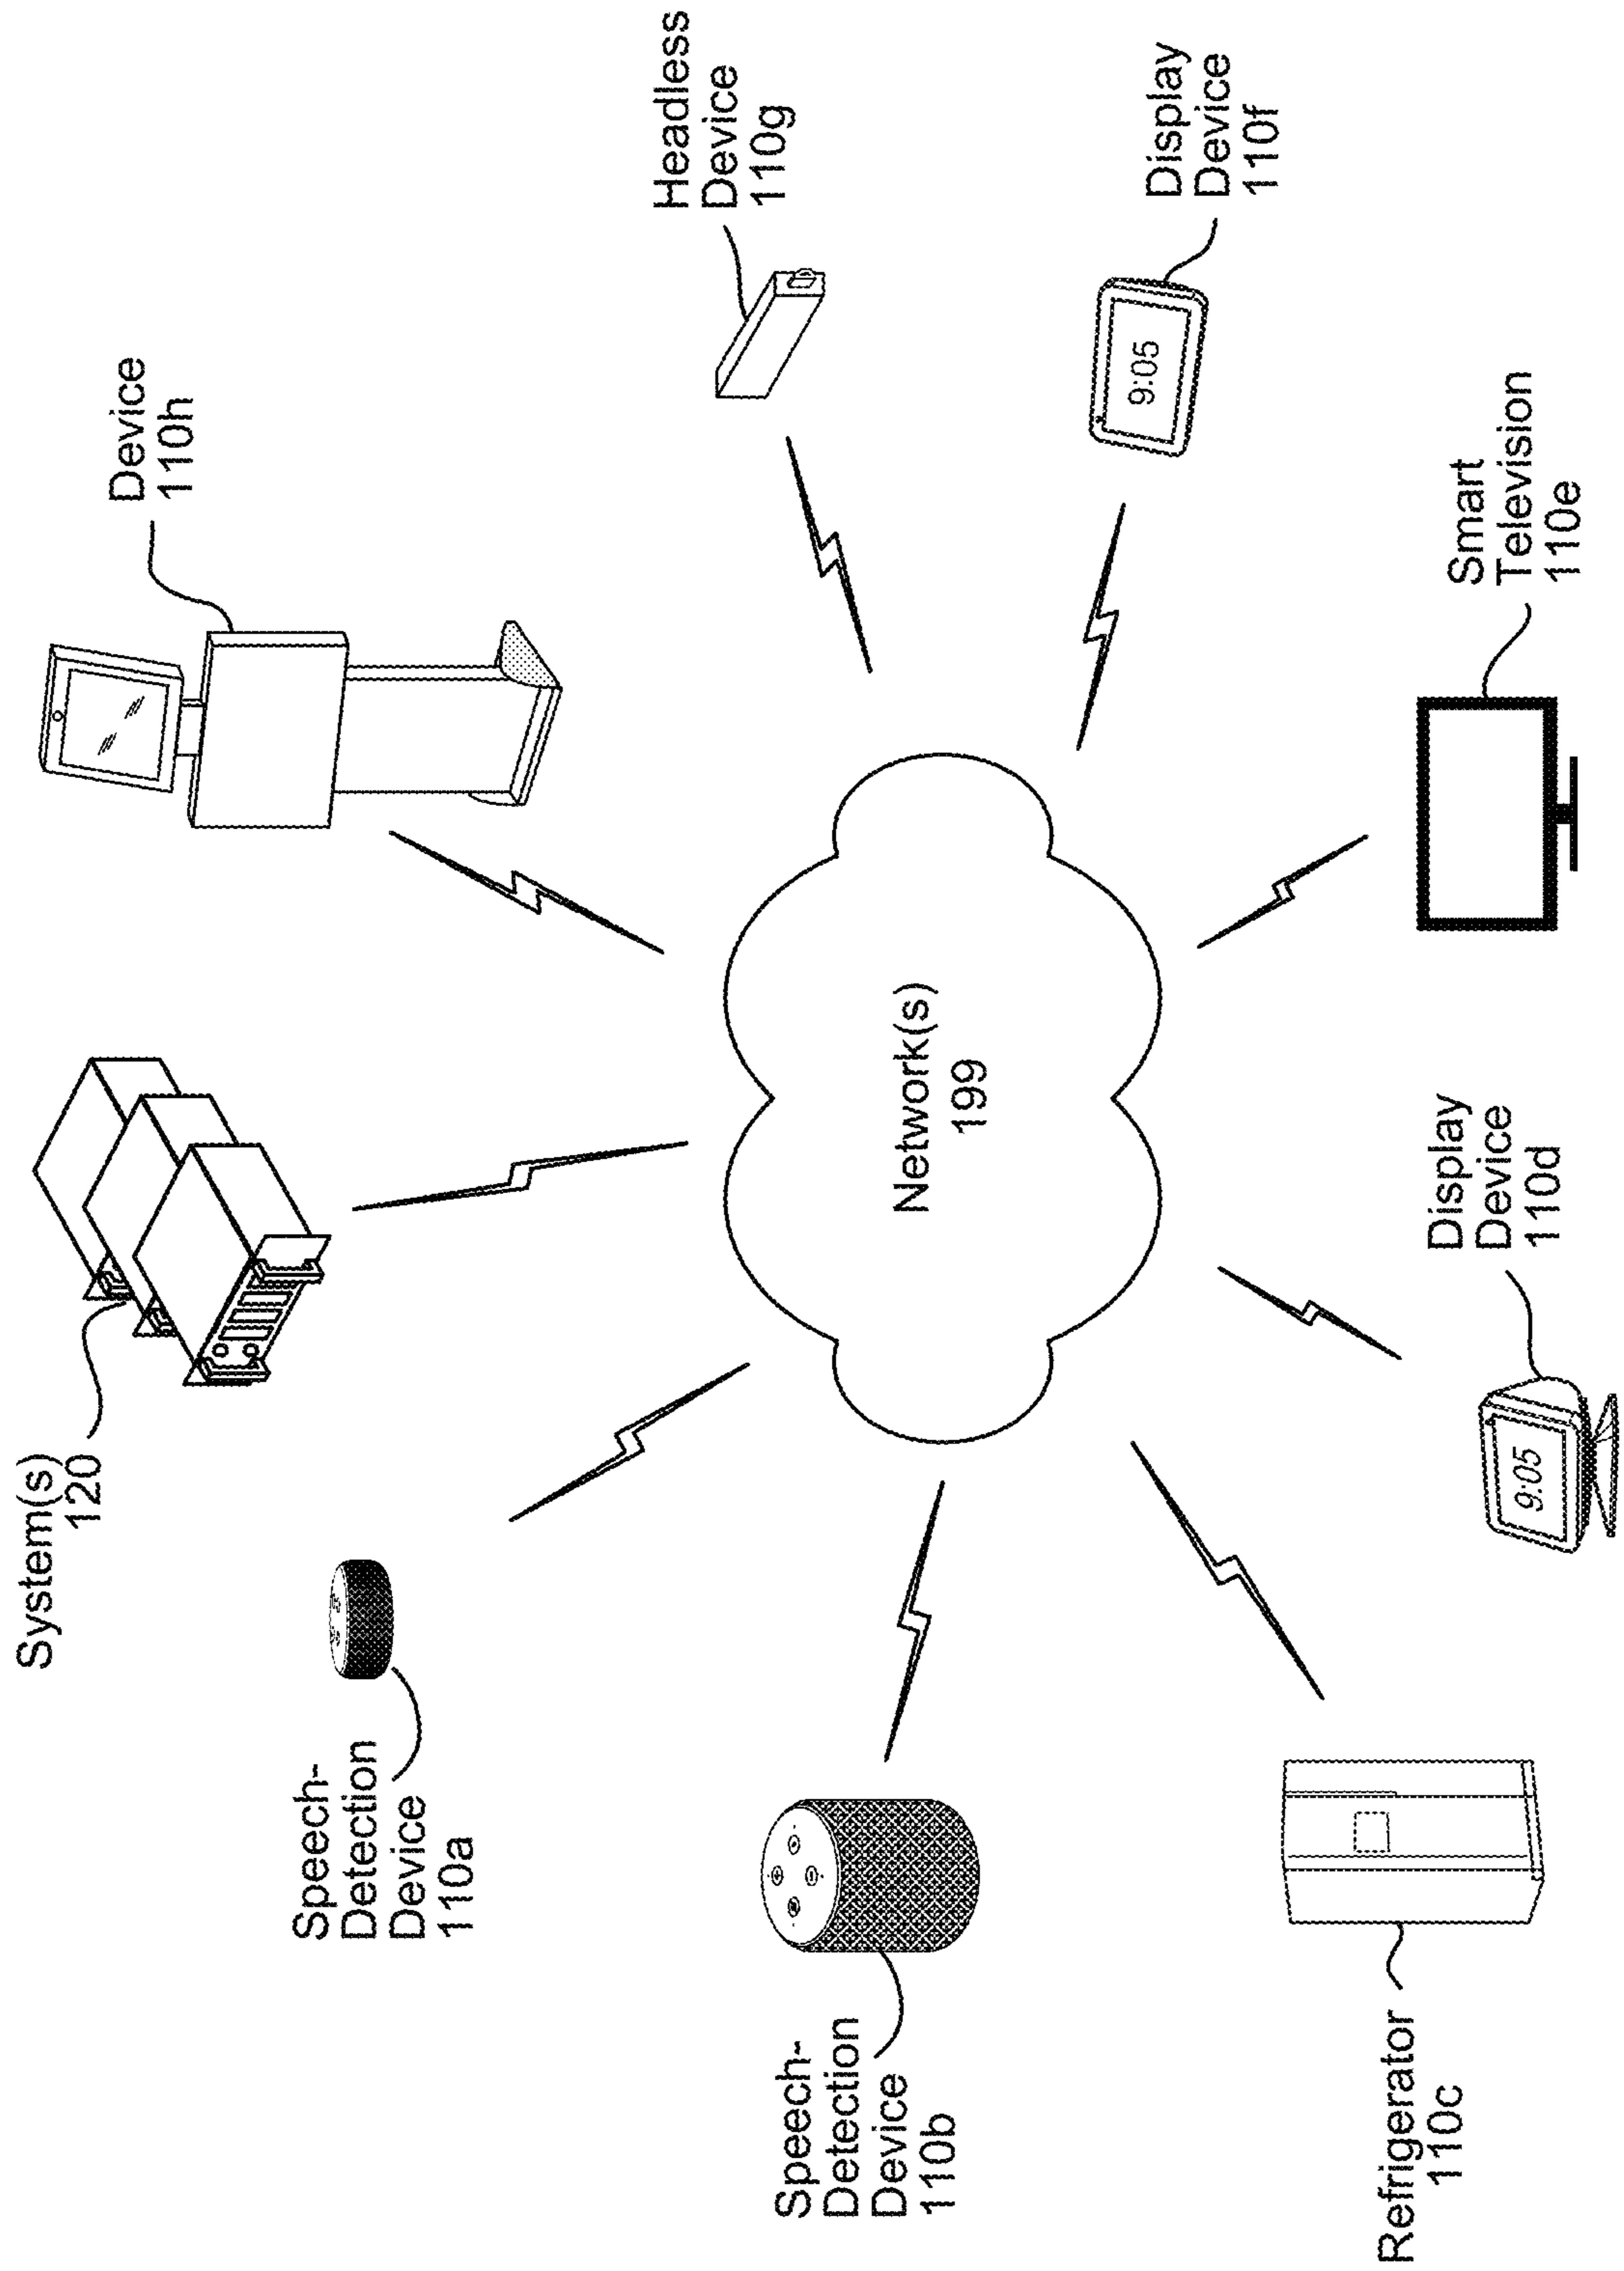 System(s)
120
Device
110h
Speech-
Detection
Device
110a
Headless
Device
110g
Network(s)
199
Speech-
Detection
Device
110b
Display
Device
110f
9:05
Refrigerator
110c
Display
Device
110d
9:05
Smart
Television
110e